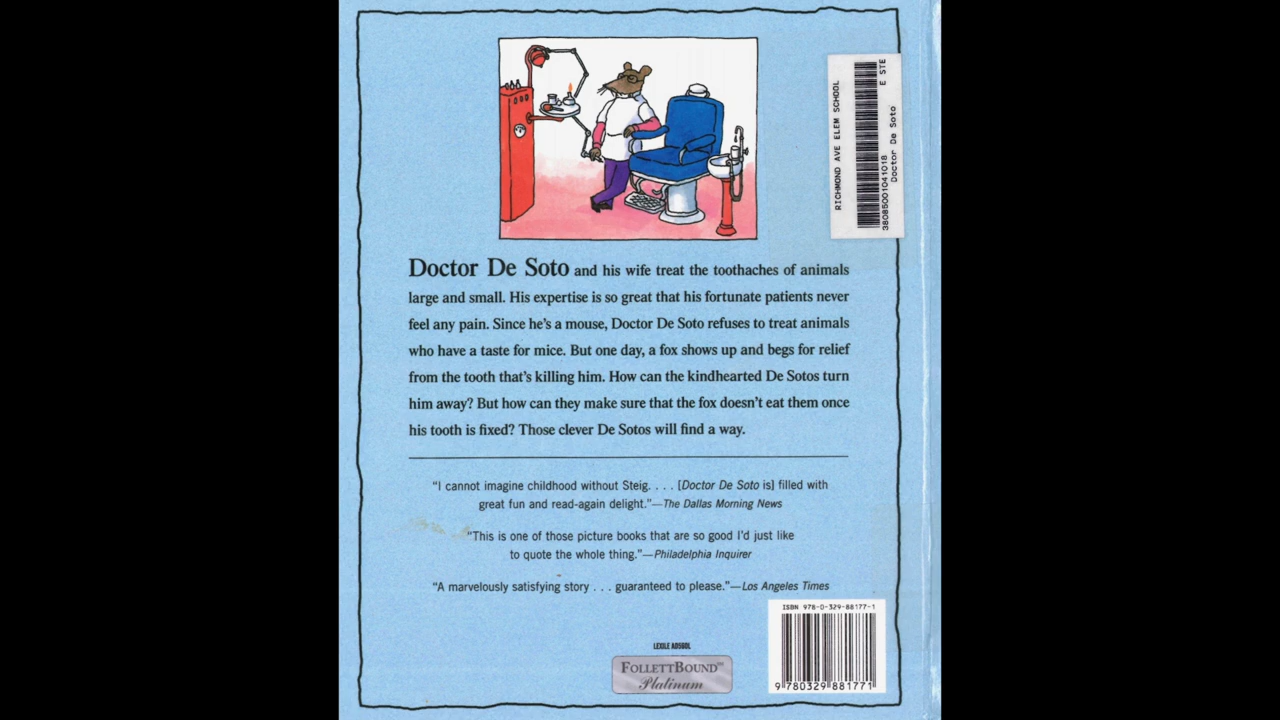 RICHMOND AVE ELEM SCHOOL
38085001041018
Doctor De Soto
E STE
Doctor De Soto and his wife treat the toothaches of animals
large and small. His expertise is so great that his fortunate patients never
feel any pain. Since he's a mouse, Doctor De Soto refuses to treat animals
who have a taste for mice. But one day, a fox shows up and begs for relief
from the tooth that's killing him. How can the kindhearted De Sotos turn
him away? But how can they make sure that the fox doesn't eat them once
his tooth is fixed? Those clever De Sotos will find a way.
"I cannot imagine childhood without Steig. . . . [Doctor De Soto is] filled with
great fun and read-again delight."—The Dallas Morning News
"This is one of those picture books that are so good I'd just like
to quote the whole thing."—Philadelphia Inquirer
"A marvelously satisfying story . . . guaranteed to please."—Los Angeles Times
ISBN 978-0-329-88177-1
9 780329 881771
LEXILE AD560L
FOLLETTBOUND™
Platinum